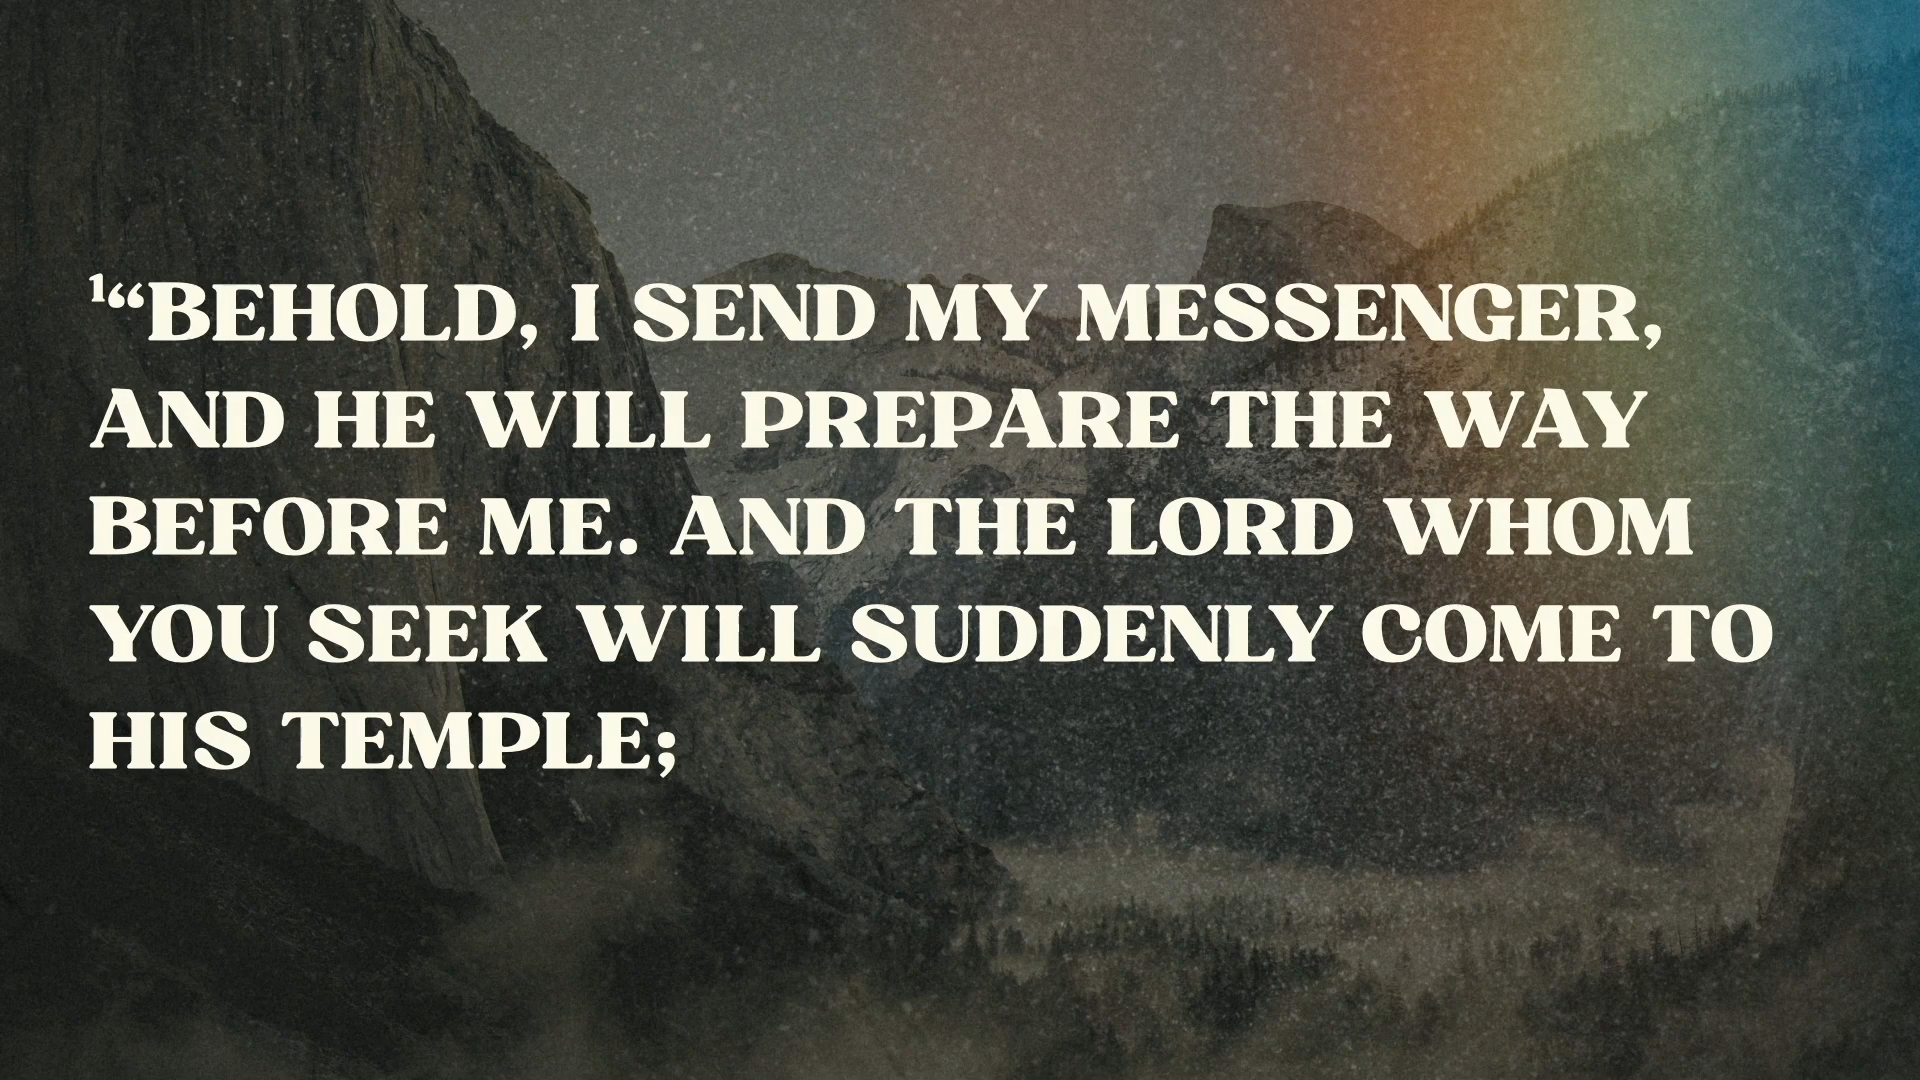 ¹“BEHOLD, I SEND MY MESSENGER,
AND HE WILL PREPARE THE WAY
BEFORE ME. AND THE LORD WHOM
YOU SEEK WILL SUDDENLY COME TO
HIS TEMPLE;